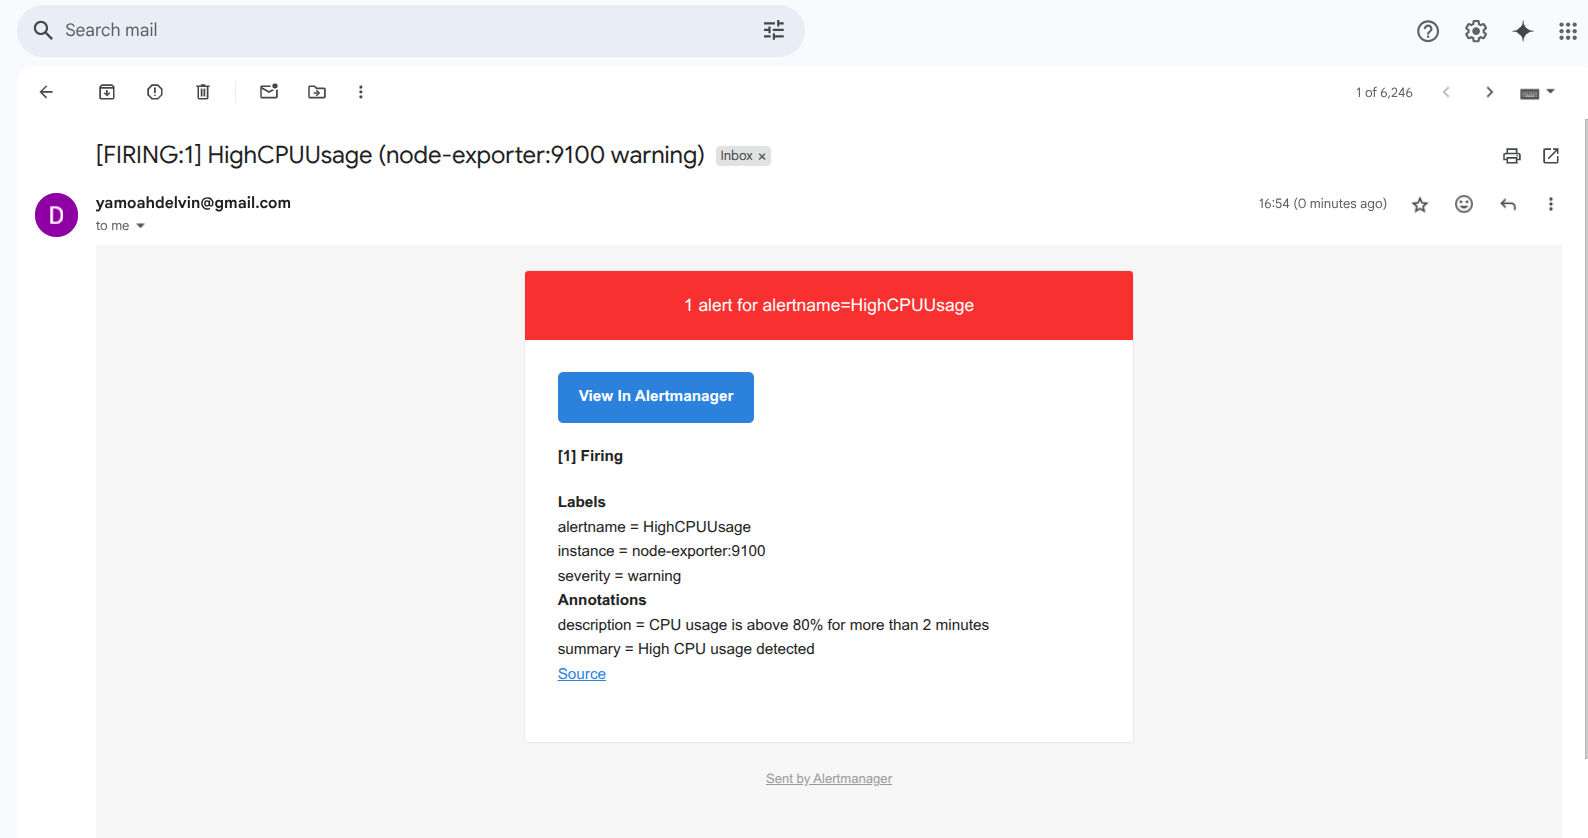 Search mail
1 of 6,246
[FIRING:1] HighCPUUsage (node-exporter:9100 warning) Inbox x
D
yamoahdelvin@gmail.com
16:54 (0 minutes ago)
to me
1 alert for alertname=HighCPUUsage
View In Alertmanager
[1] Firing
Labels
alertname = HighCPUUsage
instance = node-exporter:9100
severity = warning
Annotations
description = CPU usage is above 80% for more than 2 minutes
summary = High CPU usage detected
Source
Sent by Alertmanager